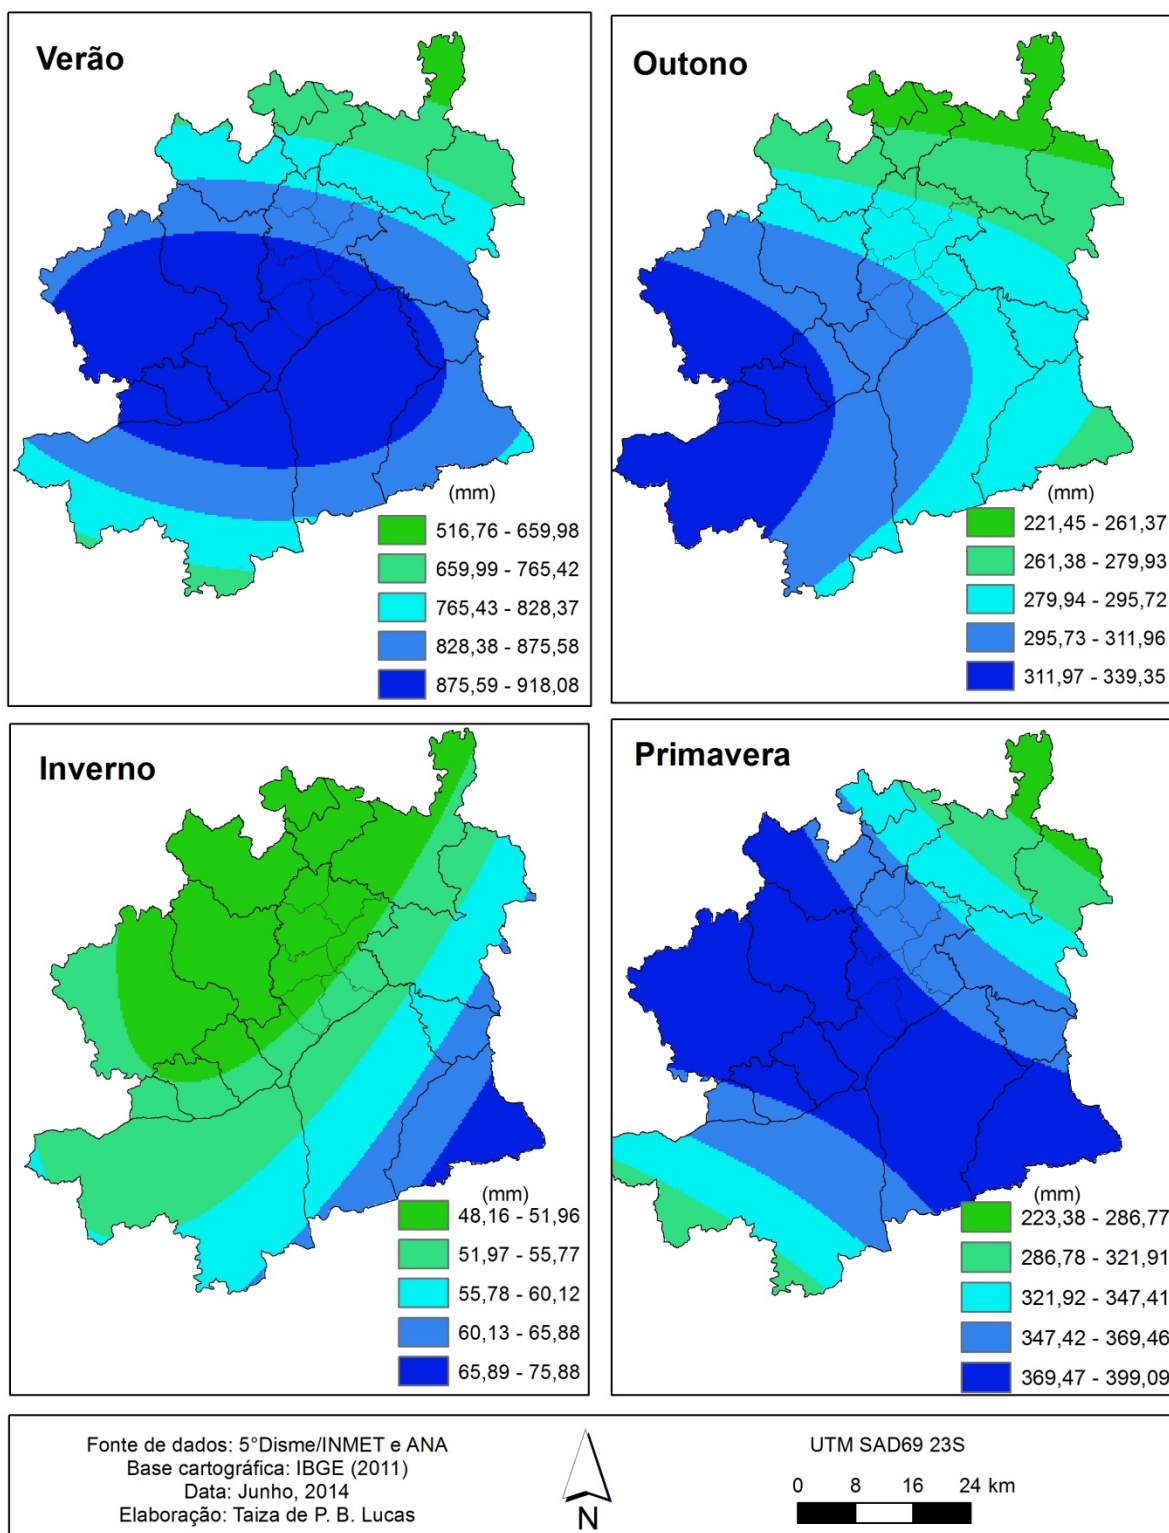 Verão
(mm)
516,76 - 659,98
659,99 - 765,42
765,43 - 828,37
828,38 - 875,58
875,59 - 918,08
Outono
(mm)
221,45 - 261,37
261,38 - 279,93
279,94 - 295,72
295,73 - 311,96
311,97 - 339,35
Inverno
(mm)
48,16 - 51,96
51,97 - 55,77
55,78 - 60,12
60,13 - 65,88
65,89 - 75,88
Primavera
(mm)
223,38 - 286,77
286,78 - 321,91
321,92 - 347,41
347,42 - 369,46
369,47 - 399,09
Fonte de dados: 5°Disme/INMET e ANA
Base cartográfica: IBGE (2011)
Data: Junho, 2014
Elaboração: Taiza de P. B. Lucas
N
UTM SAD69 23S
0 8 16 24 km